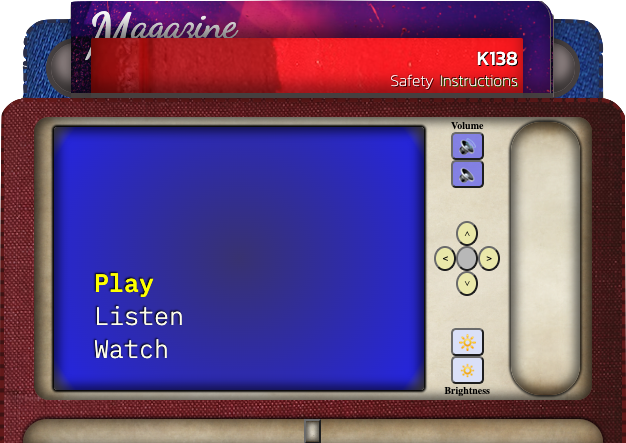 Magazine
K138
Safety Instructions
Volume
Play
Listen
Watch
Brightness